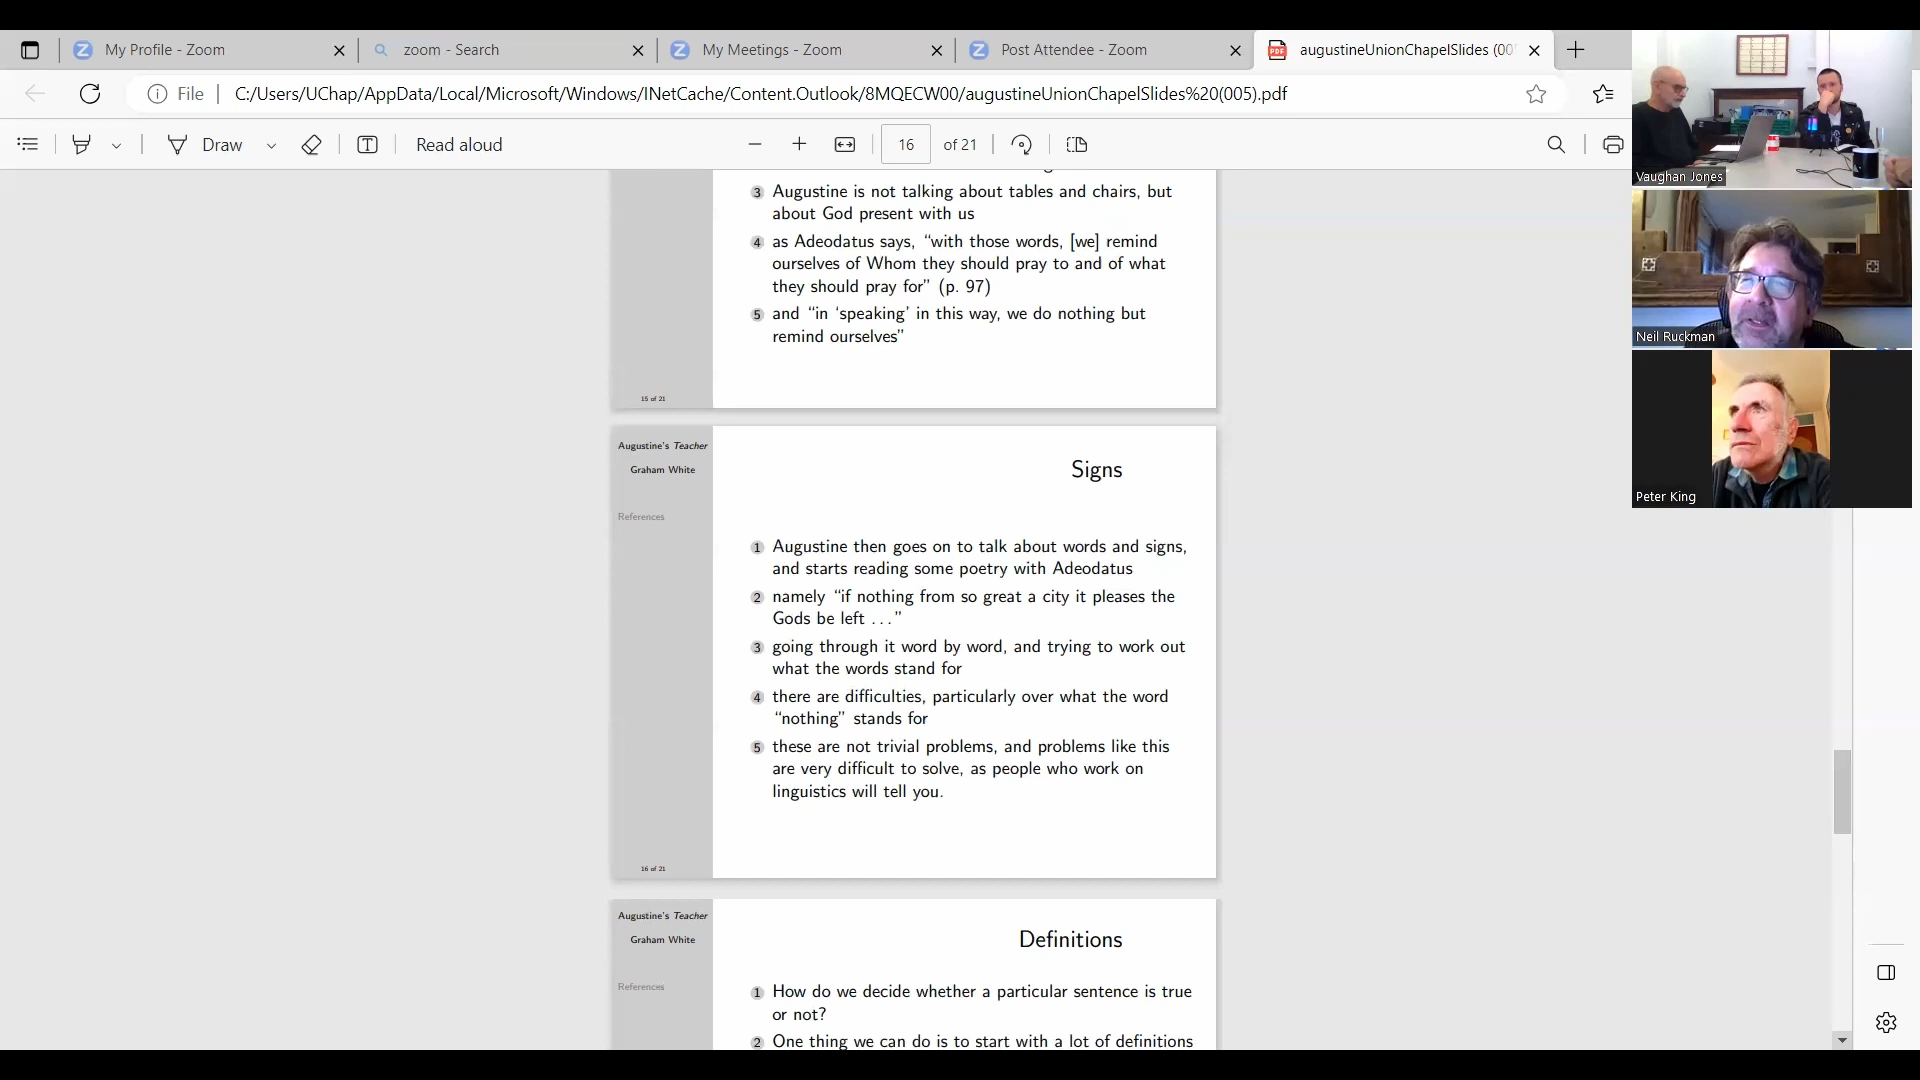 My Profile - Zoom
zoom - Search
My Meetings - Zoom
Post Attendee - Zoom
augustineUnionChapelSlides (00
File
C:/Users/UChap/AppData/Local/Microsoft/Windows/INetCache/Content.Outlook/8MQECW00/augustineUnionChapelSlides%20(005).pdf
Draw
Read aloud
16 of 21
Vaughan Jones
Neil Ruckman
Peter King
3 Augustine is not talking about tables and chairs, but
about God present with us
4 as Adeodatus says, “with those words, [we] remind
ourselves of Whom they should pray to and of what
they should pray for” (p. 97)
5 and “in ‘speaking’ in this way, we do nothing but
remind ourselves”
15 of 21
Augustine's Teacher
Graham White
References
Signs
1 Augustine then goes on to talk about words and signs,
and starts reading some poetry with Adeodatus
2 namely “if nothing from so great a city it pleases the
Gods be left . . .”
3 going through it word by word, and trying to work out
what the words stand for
4 there are difficulties, particularly over what the word
“nothing” stands for
5 these are not trivial problems, and problems like this
are very difficult to solve, as people who work on
linguistics will tell you.
16 of 21
Augustine's Teacher
Graham White
References
Definitions
1 How do we decide whether a particular sentence is true
or not?
2 One thing we can do is to start with a lot of definitions